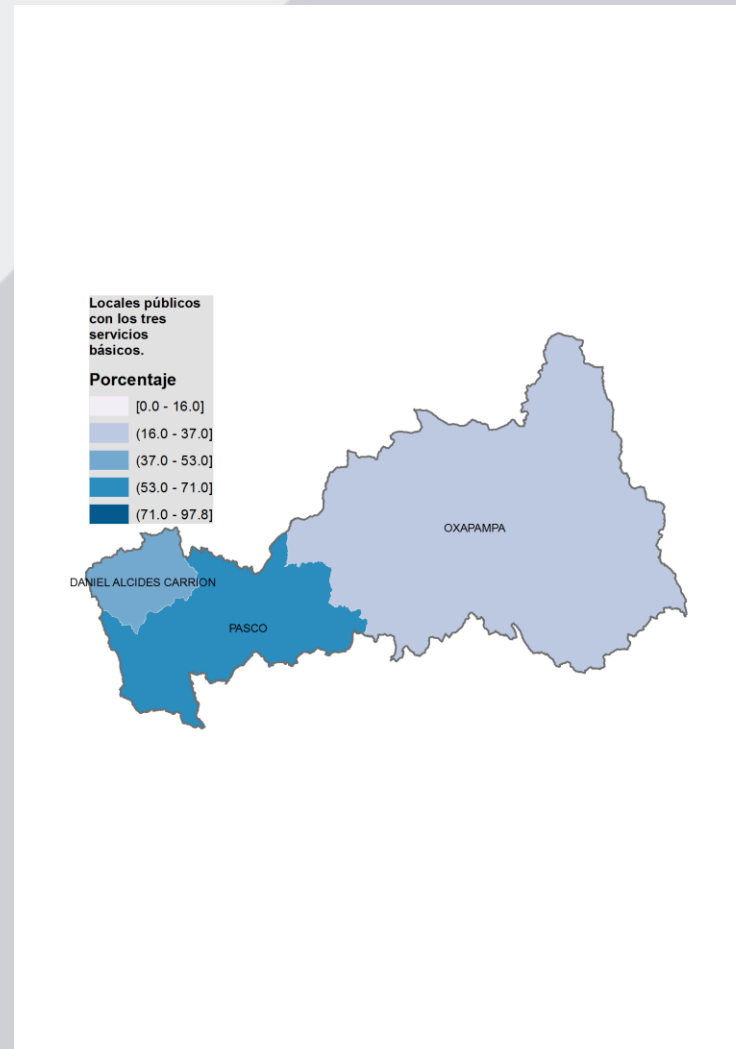 Locales públicos
con los tres
servicios
básicos.
Porcentaje
[0.0 - 16.0]
(16.0 - 37.0]
(37.0 - 53.0]
(53.0 - 71.0]
(71.0 - 97.8]
OXAPAMPA
DANIEL ALCIDES CARRION
PASCO